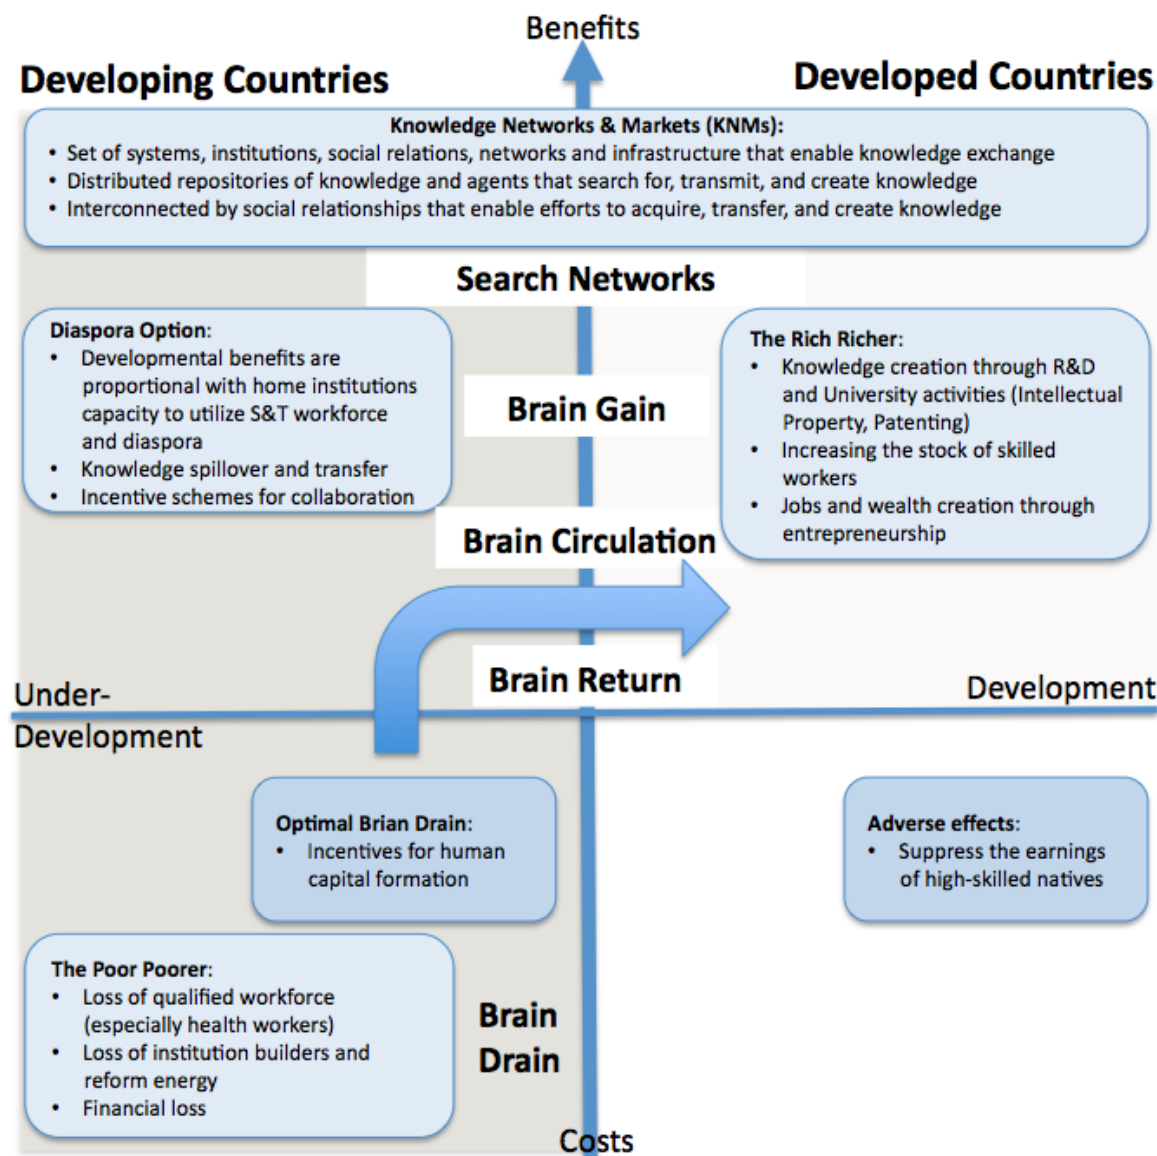 Benefits
Developing Countries
Developed Countries
Knowledge Networks & Markets (KNMs):
• Set of systems, institutions, social relations, networks and infrastructure that enable knowledge exchange
• Distributed repositories of knowledge and agents that search for, transmit, and create knowledge
• Interconnected by social relationships that enable efforts to acquire, transfer, and create knowledge
Search Networks
Diaspora Option:
• Developmental benefits are
proportional with home institutions
capacity to utilize S&T workforce
and diaspora
• Knowledge spillover and transfer
• Incentive schemes for collaboration
The Rich Richer:
• Knowledge creation through R&D
and University activities (Intellectual
Property, Patenting)
• Increasing the stock of skilled
workers
• Jobs and wealth creation through
entrepreneurship
Brain Gain
Brain Circulation
Brain Return
Under-
Development
Development
Optimal Brian Drain:
• Incentives for human
capital formation
Adverse effects:
• Suppress the earnings
of high-skilled natives
The Poor Poorer:
• Loss of qualified workforce
(especially health workers)
• Loss of institution builders and
reform energy
• Financial loss
Brain
Drain
Costs